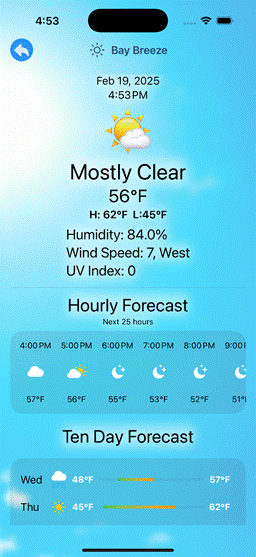 4:53
Bay Breeze
Feb 19, 2025
4:53 PM
Mostly Clear
56°F
H: 62°F L:45°F
Humidity: 84.0%
Wind Speed: 7, West
UV Index: 0
Hourly Forecast
Next 25 hours
4:00 PM 5:00 PM 6:00 PM 7:00 PM 8:00 PM 9:00 F
57°F 56°F 55°F 53°F 52°F 51°F
Ten Day Forecast
Wed 48°F 57°F
Thu 45°F 62°F